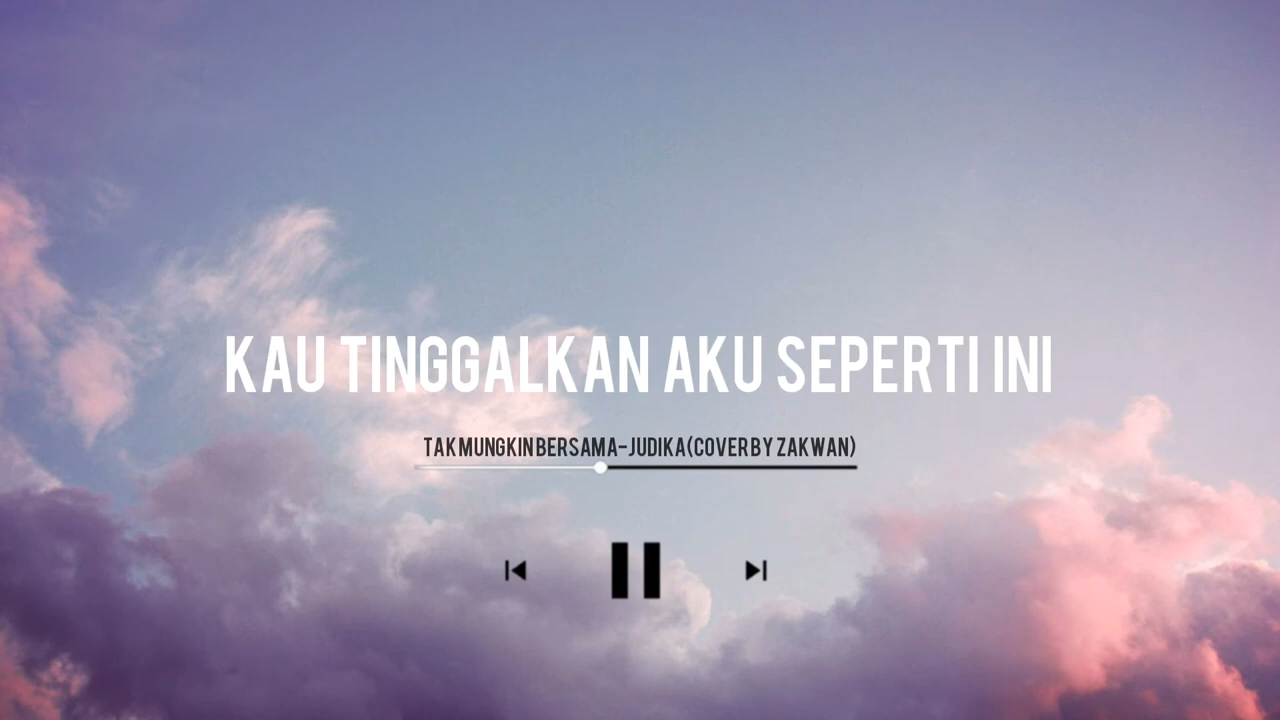 KAU TINGGALKAN AKU SEPERTI INI
TAK MUNGKIN BERSAMA-JUDIKA(COVER BY ZAKWAN)